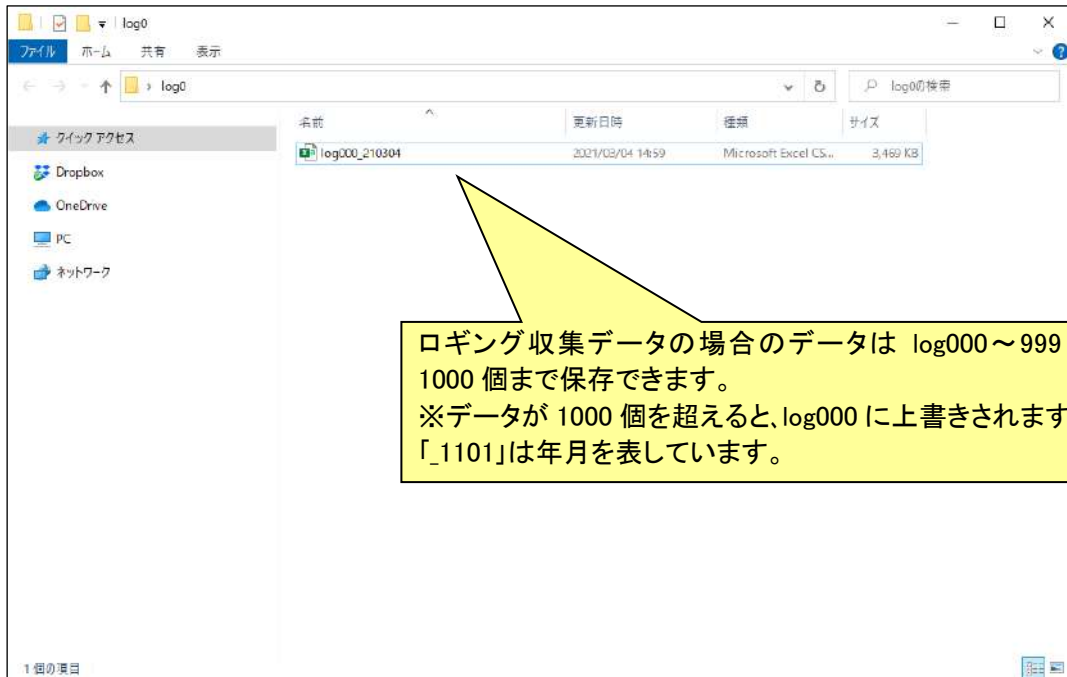 log0
ファイル ホーム 共有 表示
log0 log0の検索
名前 更新日時 種類 サイズ
クイック アクセス
log000_210304 2021/03/04 14:59 Microsoft Excel CS... 3,469 KB
Dropbox
OneDrive
PC
ネットワーク
ロギング収集データの場合のデータは log000～999
1000 個まで保存できます。
※データが 1000 個を超えると、log000 に上書きされます
「_1101」は年月を表しています。
1 個の項目